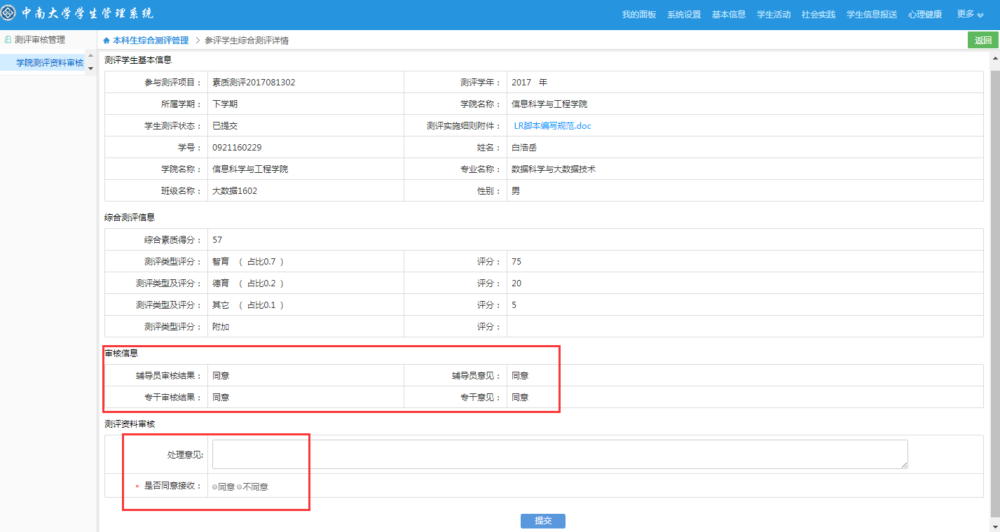 中南大学学生管理系统
我的面板 系统设置 基本信息 学生活动 社会实践 学生信息报送 心理健康 更多
测评审核管理
学院测评资料审核
本科生综合测评管理 > 参评学生综合测评详情
返回
测评学生基本信息
参与测评项目： 素质测评2017081302 测评学年： 2017 年
所属学期： 下学期 学院名称： 信息科学与工程学院
学生测评状态： 已提交 测评实施细则附件： LR脚本编写规范.doc
学号： 0921160229 姓名： 白浩岳
学院名称： 信息科学与工程学院 专业名称： 数据科学与大数据技术
班级名称： 大数据1602 性别： 男
综合测评信息
综合素质得分： 57
测评类型评分： 智育 （ 占比0.7 ） 评分： 75
测评类型及评分： 德育 （ 占比0.2 ） 评分： 20
测评类型及评分： 其它 （ 占比0.1 ） 评分： 5
测评类型评分： 附加 评分：
审核信息
辅导员审核结果： 同意 辅导员意见： 同意
专干审核结果： 同意 专干意见： 同意
测评资料审核
处理意见:
* 是否同意接收： 同意 不同意
提交